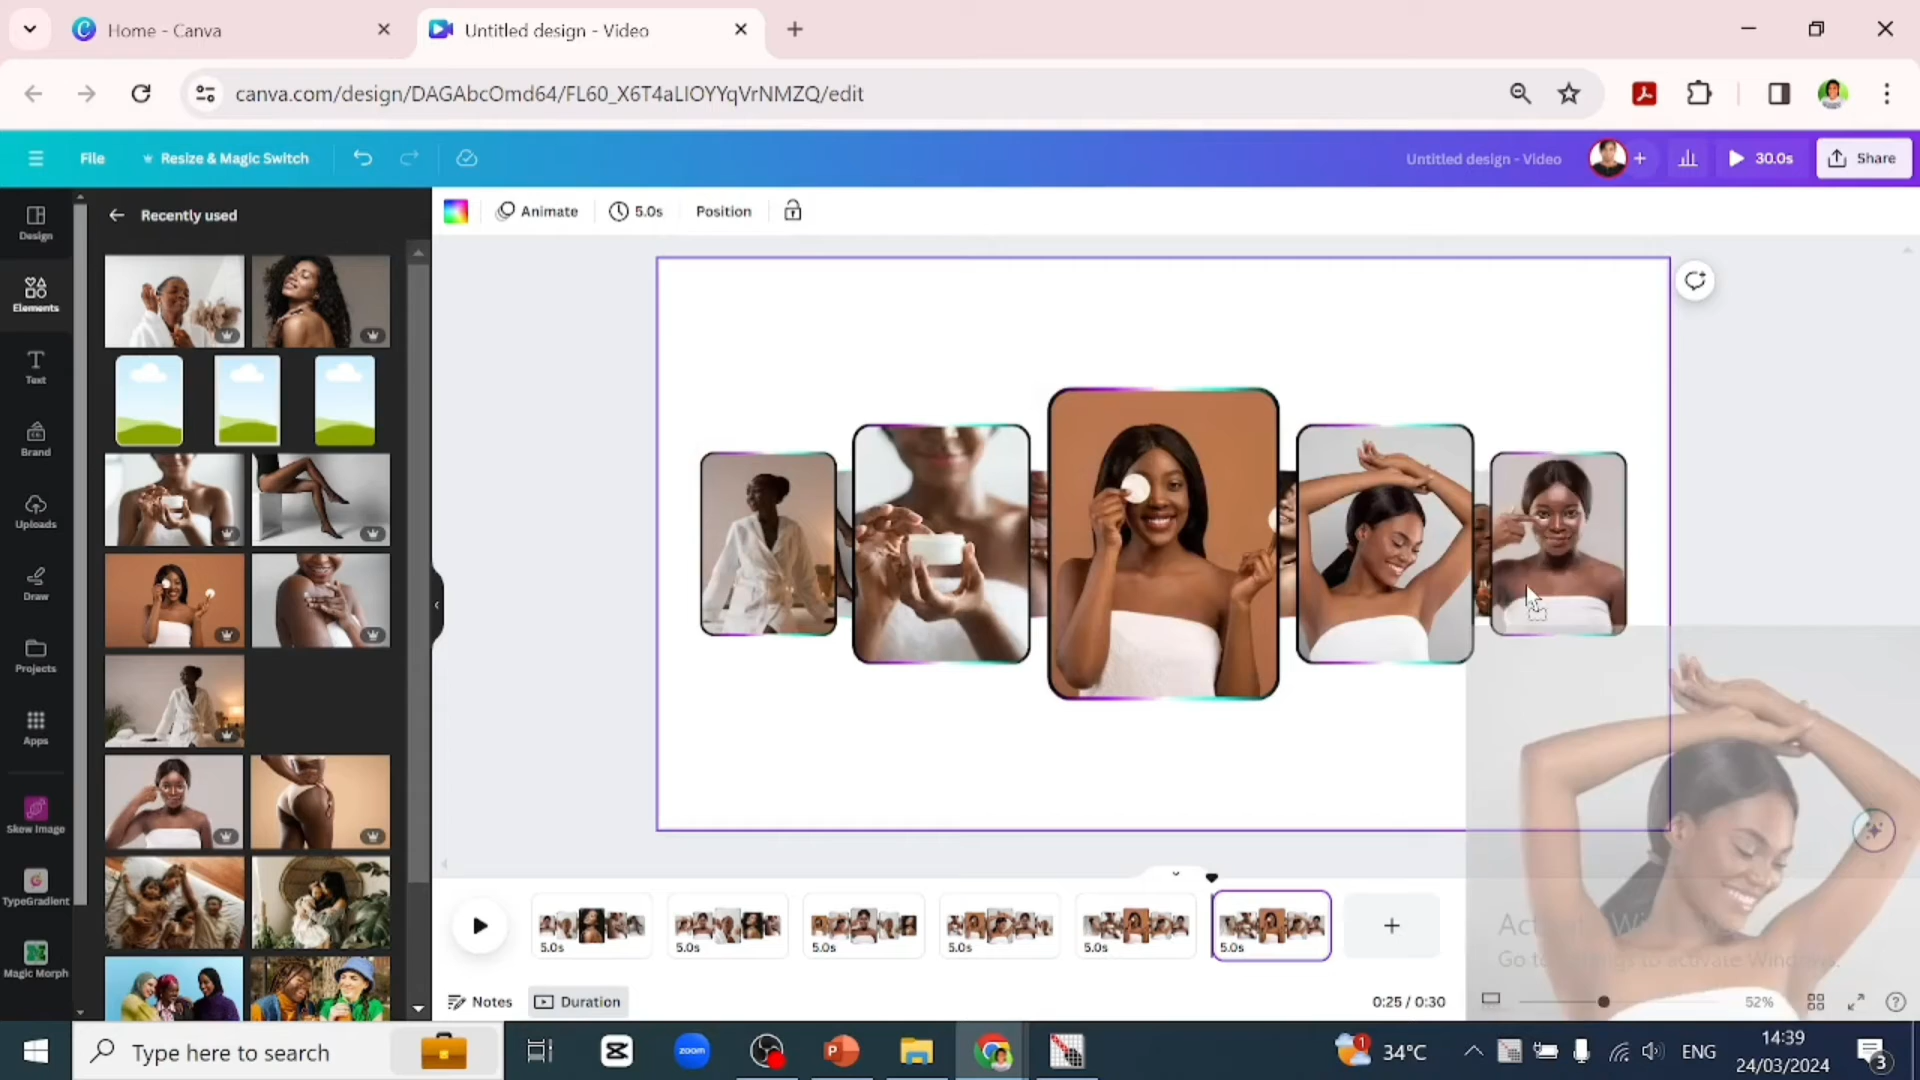 Home - Canva
Untitled design - Video
canva.com/design/DAGAbcOmd64/FL60_X6T4aLIOYYqVrNMZQ/edit
File
Resize & Magic Switch
Untitled design - Video
30.0s
Share
Design
Elements
Text
Brand
Uploads
Draw
Projects
Apps
Skew Image
TypeGradient
Magic Morph
Recently used
Animate
5.0s
Position
5.0s
5.0s
5.0s
5.0s
5.0s
5.0s
Notes
Duration
0:25 / 0:30
52%
Type here to search
zoom
34°C
ENG
14:39
24/03/2024
3